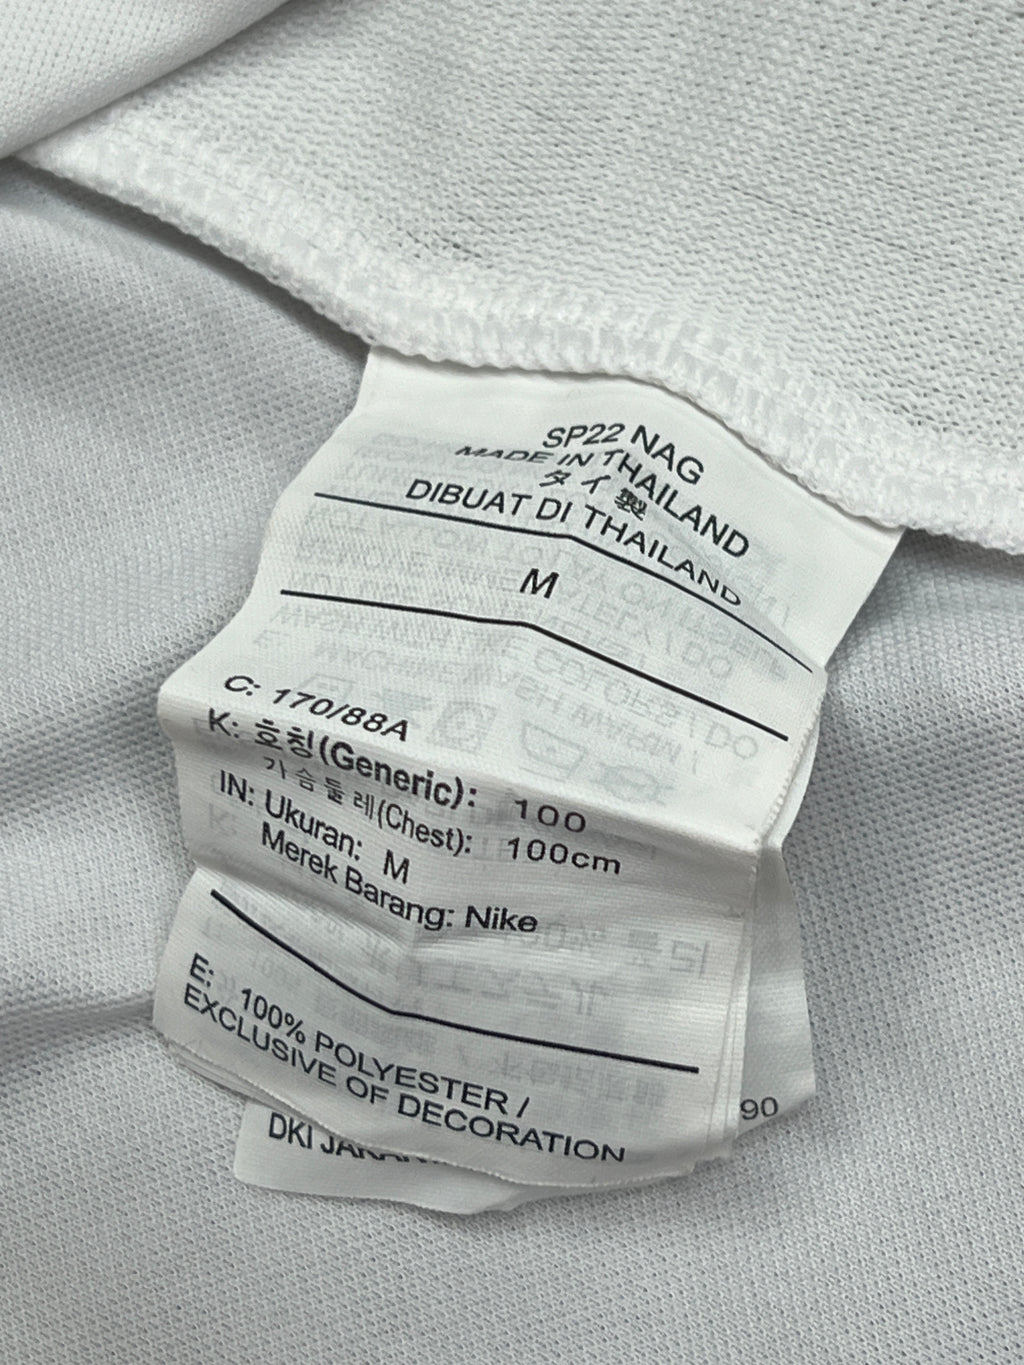 SP22 NAG
MADE IN THAILAND
タイ製
DIBUAT DI THAILAND
M
C: 170/88A
K: 호칭(Generic): 100
가슴둘레(Chest): 100cm
IN: Ukuran: M
Merek Barang: Nike
E: 100% POLYESTER /
EXCLUSIVE OF DECORATION
90
DKI